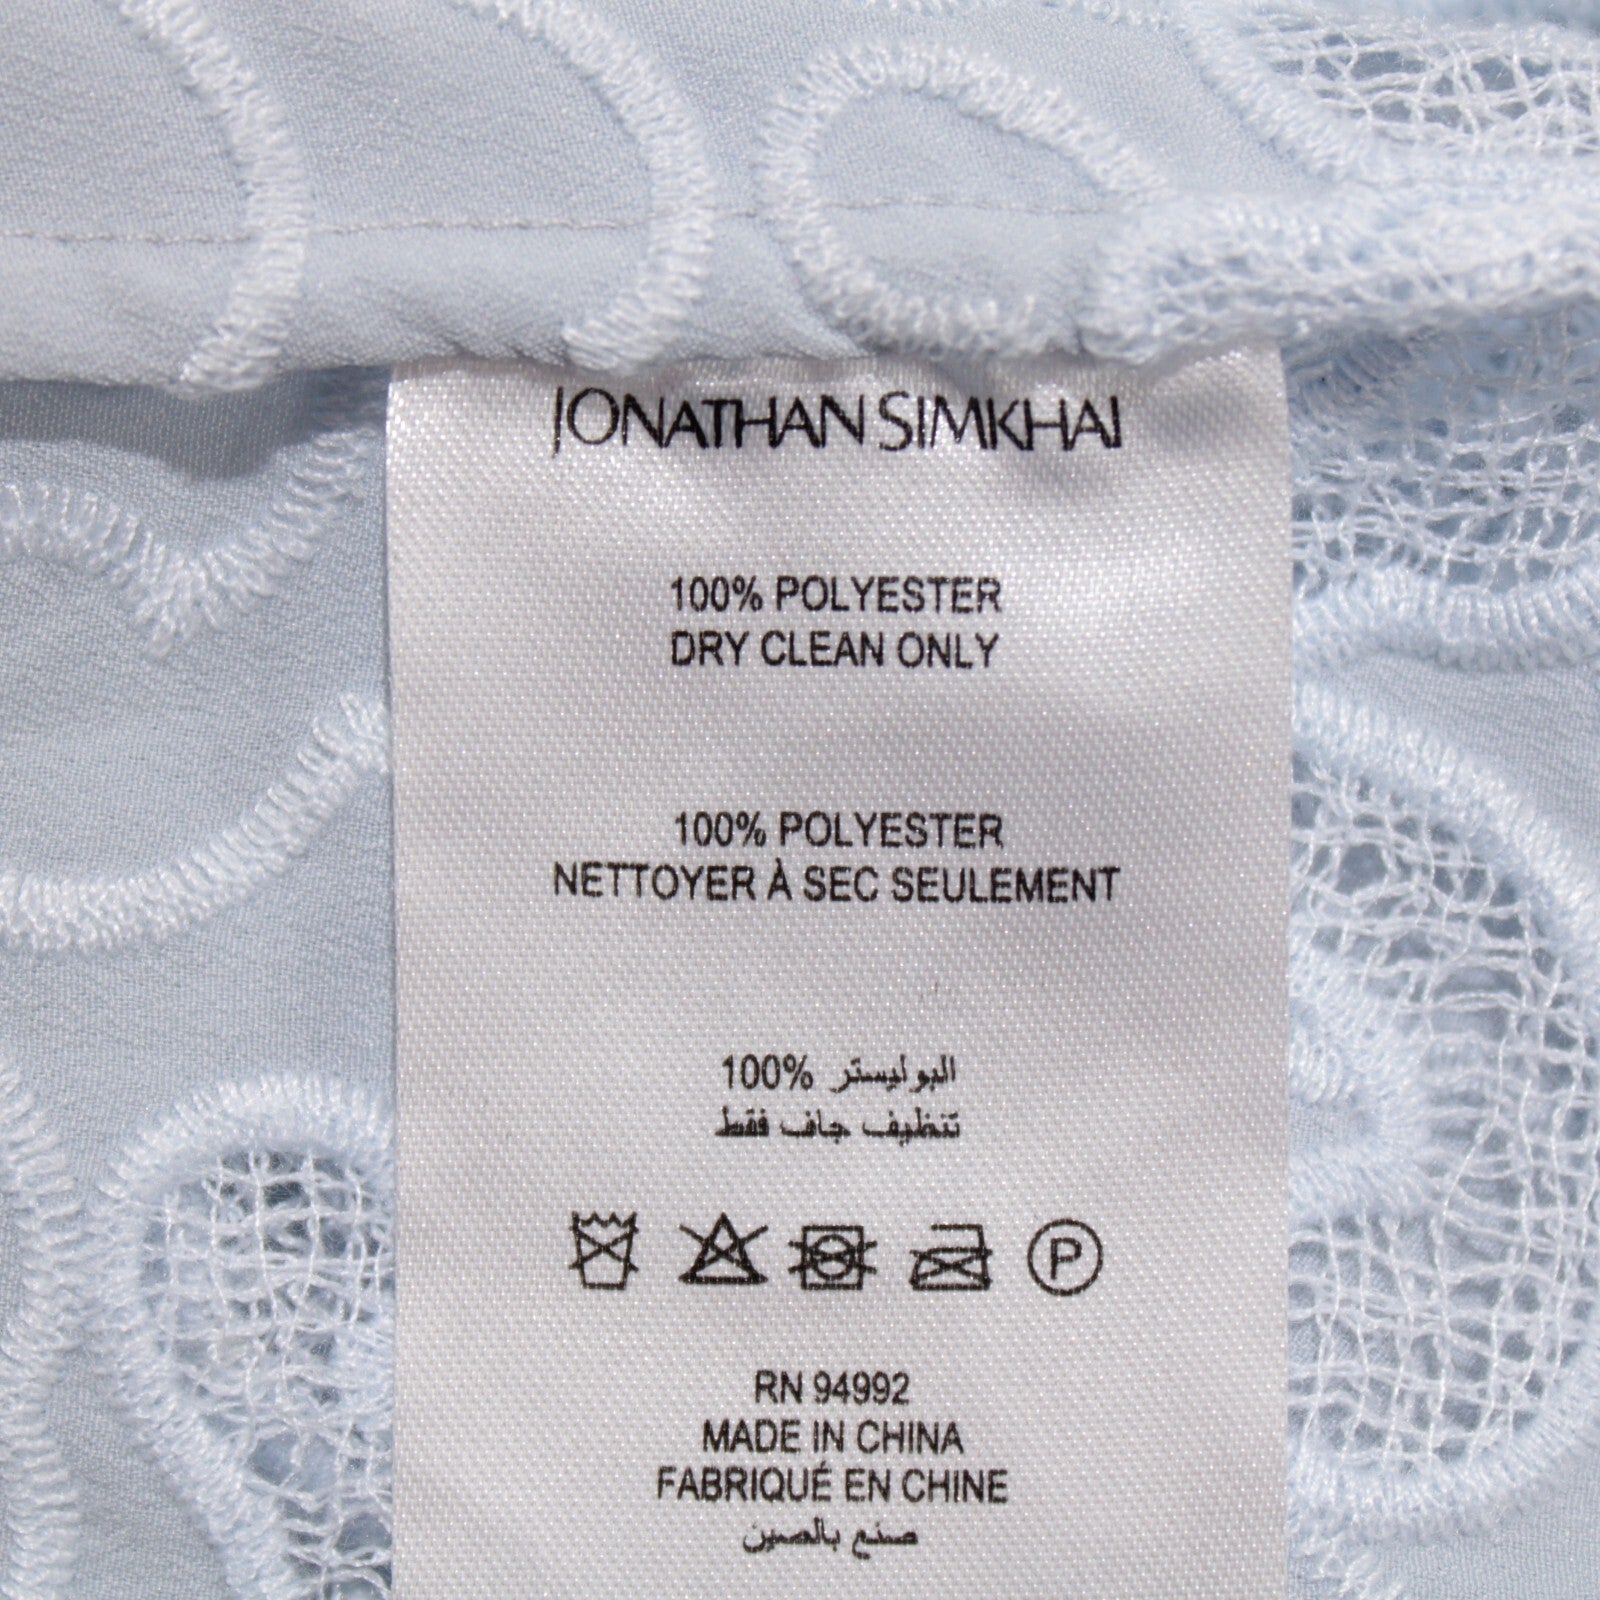 JONATHAN SIMKHAI
100% POLYESTER
DRY CLEAN ONLY
100% POLYESTER
NETTOYER À SEC SEULEMENT
البوليستر 100%
تنظيف جاف فقط
P
RN 94992
MADE IN CHINA
FABRIQUÉ EN CHINE
صنع بالصين